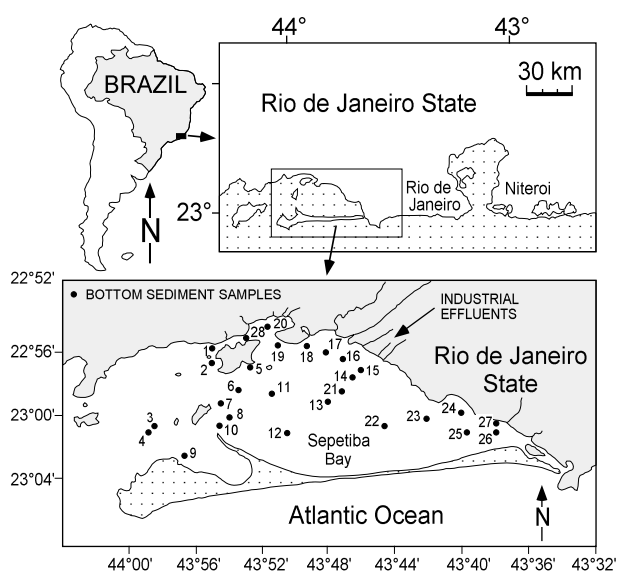 44°
43°
BRAZIL
30 km
Rio de Janeiro State
Rio de
Janeiro
Niteroi
23°
N
22°52'
BOTTOM SEDIMENT SAMPLES
INDUSTRIAL
EFFLUENTS
20
28
1
17
22°56'
19
18
16
Rio de Janeiro
State
2
5
15
14
6
11
21
7
13
24
23°00'
3
8
23
27
4
10
12
22
25
26
Sepetiba
Bay
9
23°04'
N
Atlantic Ocean
44°00' 43°56' 43°52' 43°48' 43°44' 43°40' 43°36' 43°32'